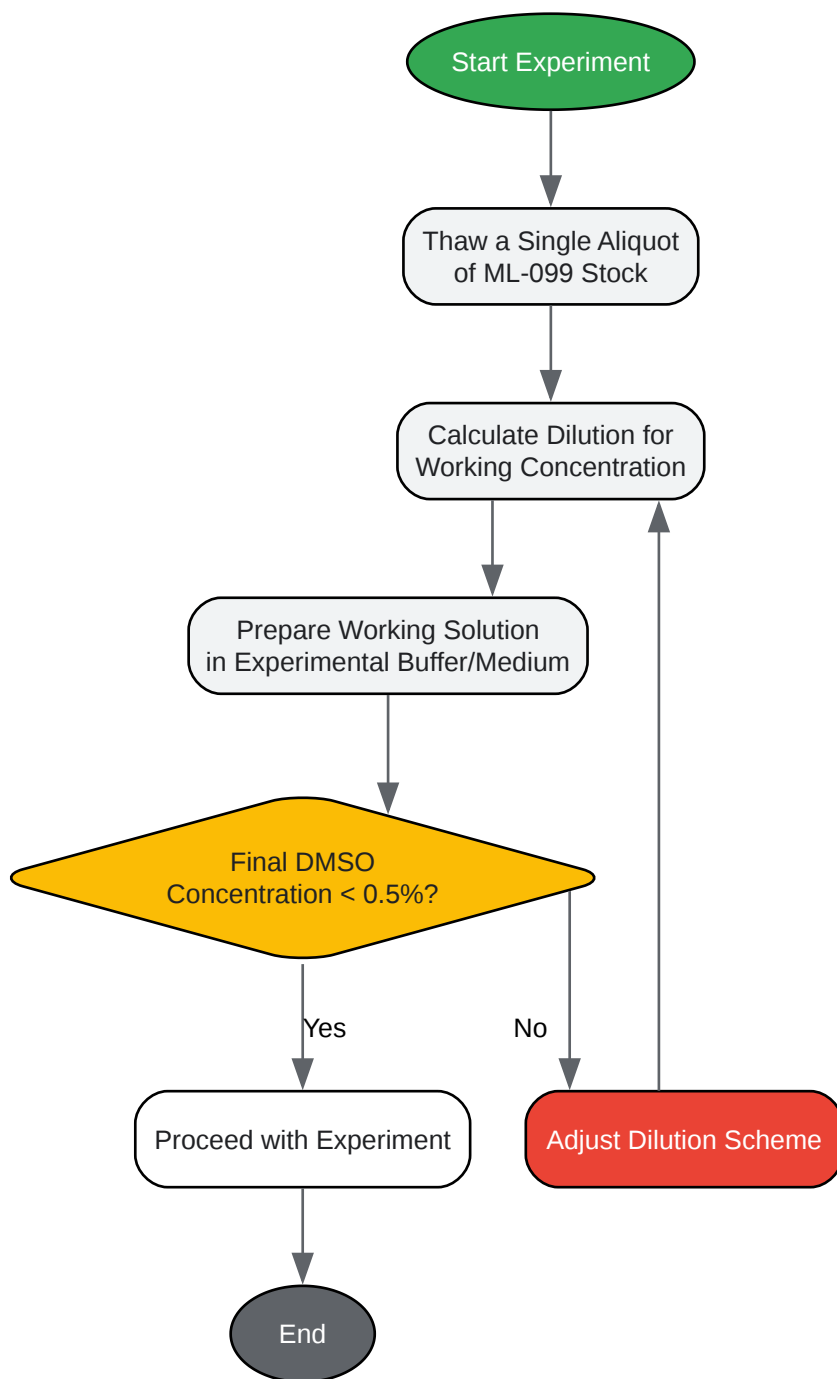 Start Experiment
Thaw a Single Aliquot
of ML-099 Stock
Calculate Dilution for
Working Concentration
Prepare Working Solution
in Experimental Buffer/Medium
Final DMSO
Concentration < 0.5%?
Yes
No
Proceed with Experiment
Adjust Dilution Scheme
End